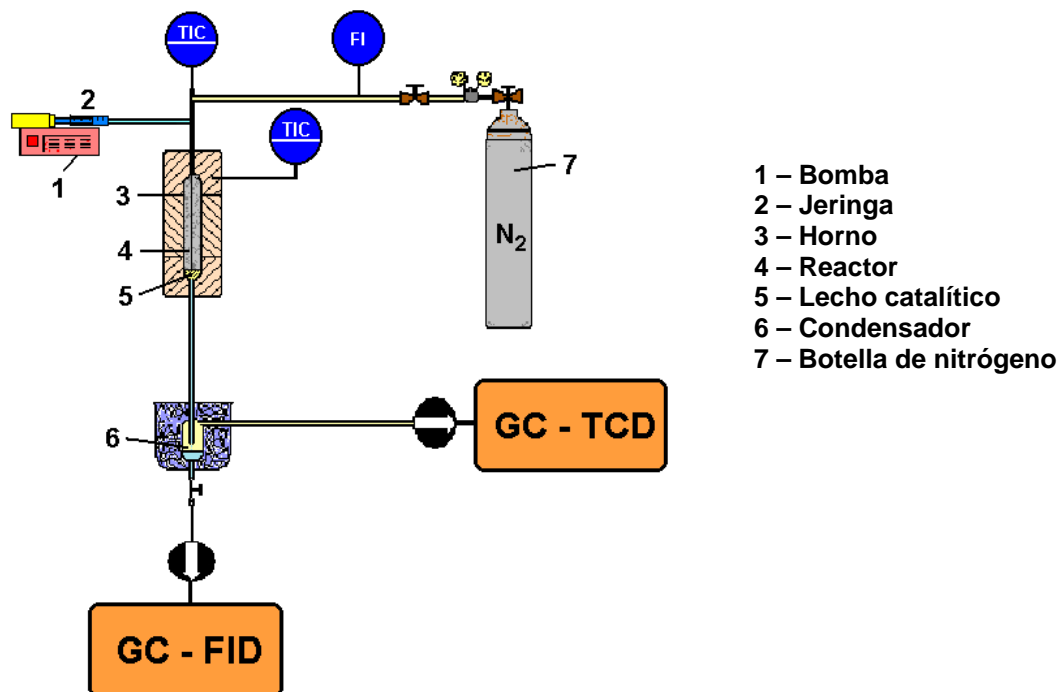 TIC
FI
2
TIC
1
3
7
4
N2
5
6
GC - TCD
GC - FID
1 – Bomba
2 – Jeringa
3 – Horno
4 – Reactor
5 – Lecho catalítico
6 – Condensador
7 – Botella de nitrógeno